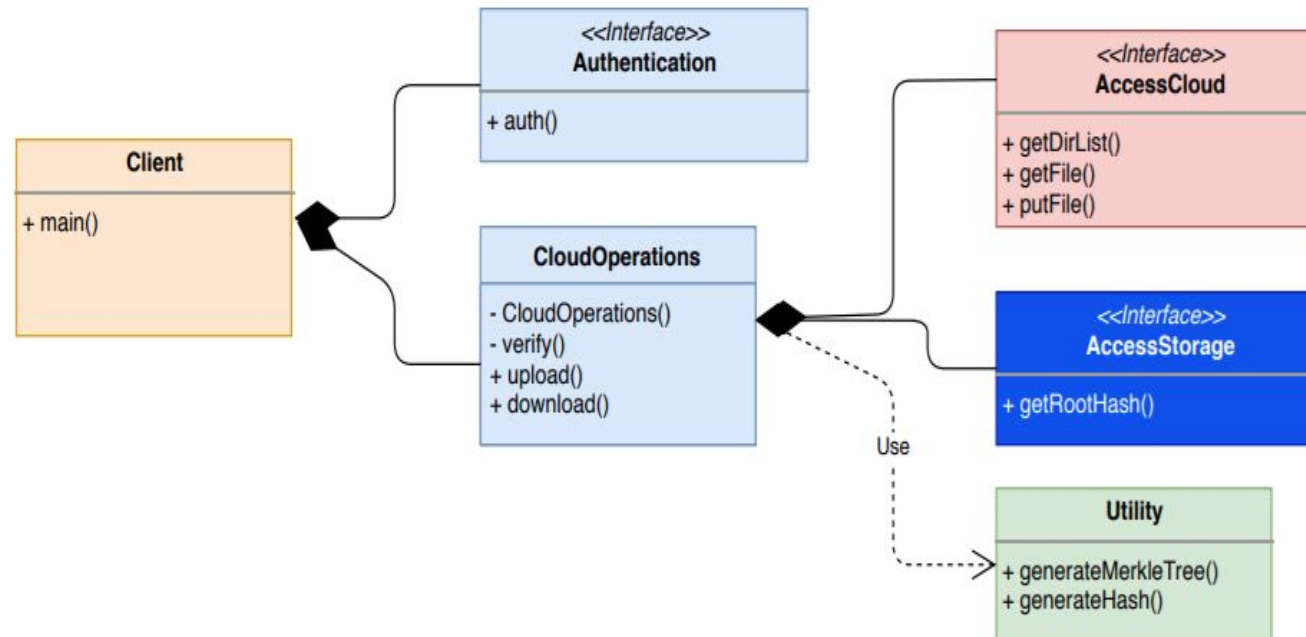 Client
+ main()
<<Interface>>
Authentication
+ auth()
CloudOperations
- CloudOperations()
- verify()
+ upload()
+ download()
<<Interface>>
AccessCloud
+ getDirList()
+ getFile()
+ putFile()
<<Interface>>
AccessStorage
+ getRootHash()
Use
Utility
+ generateMerkleTree()
+ generateHash()